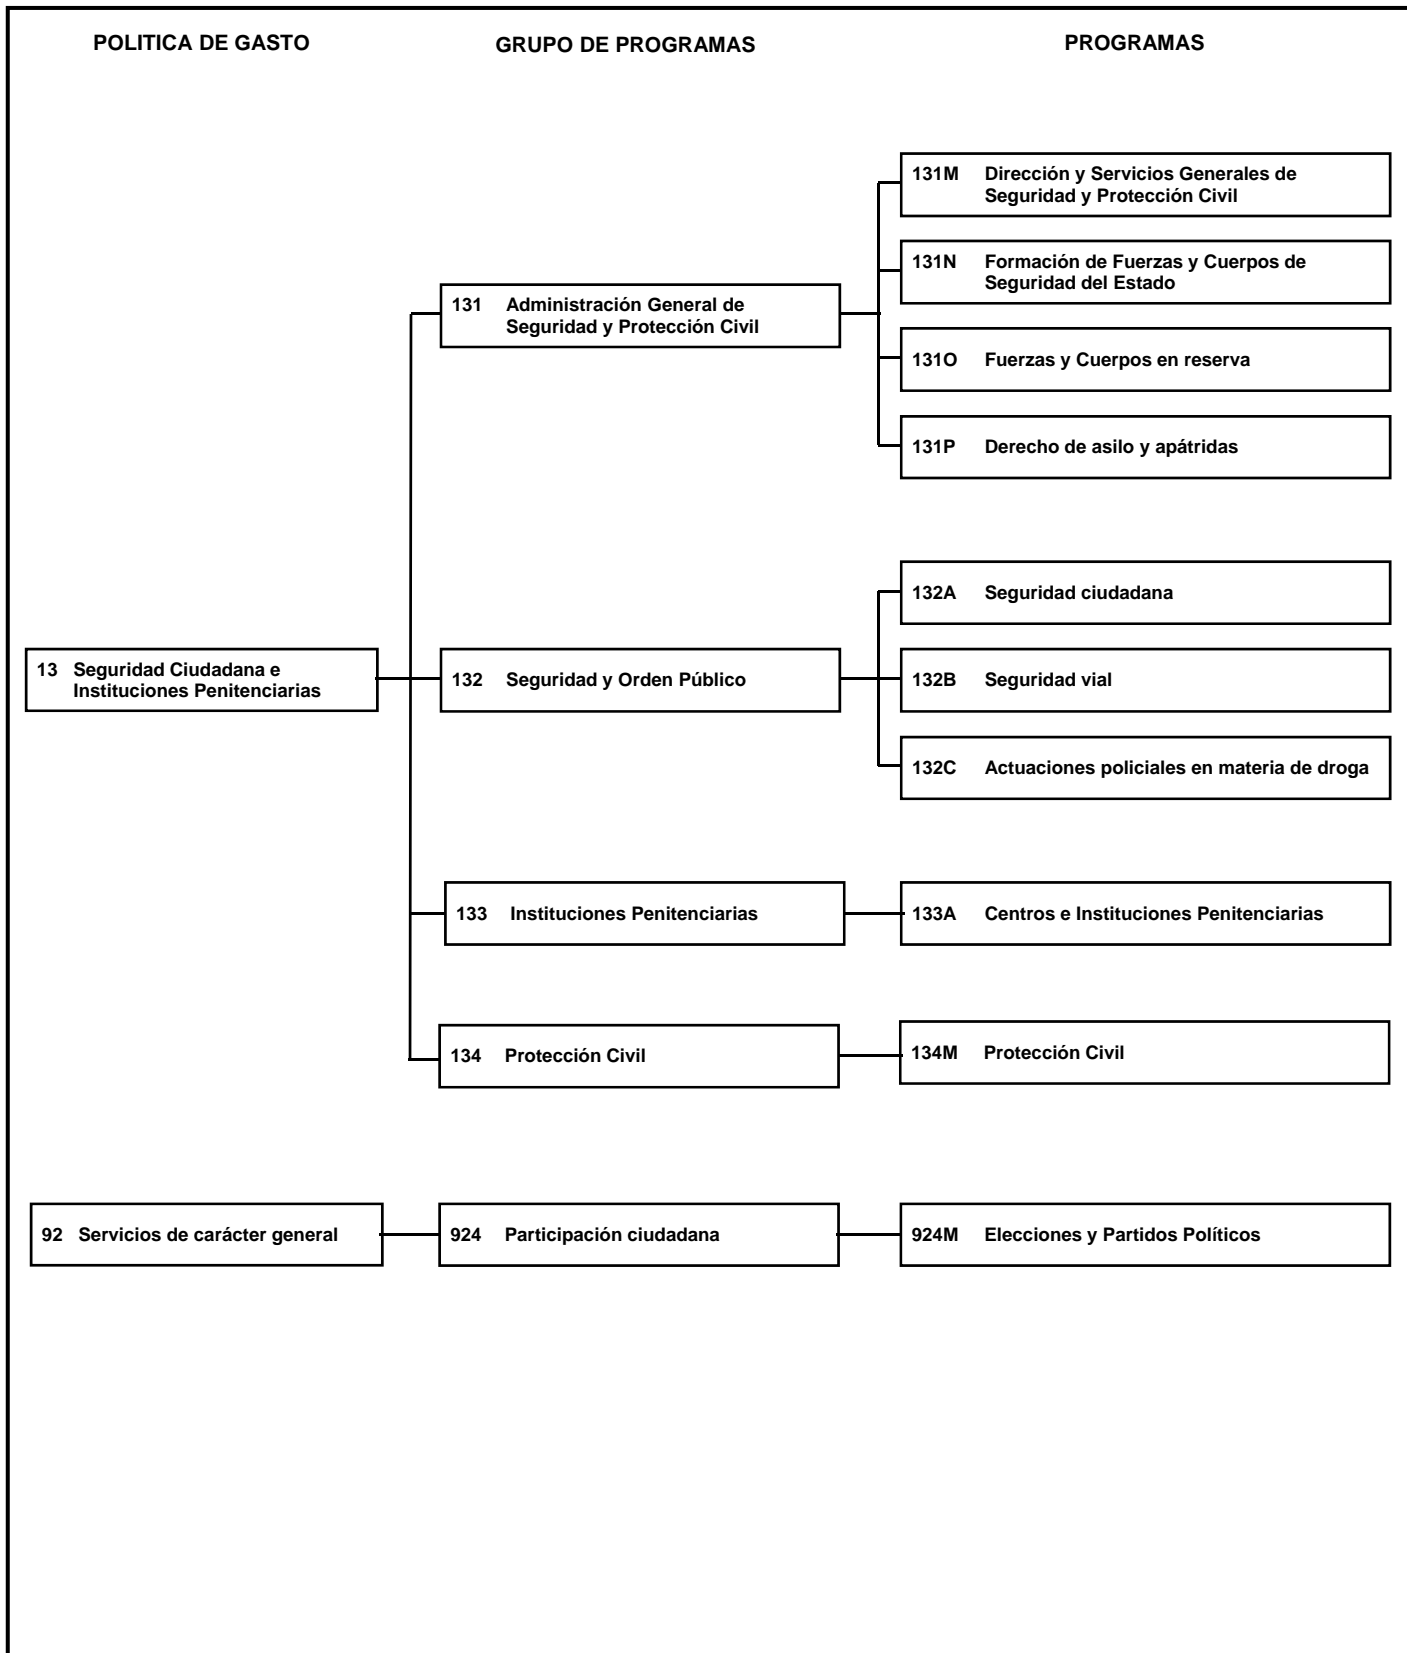 POLITICA DE GASTO
GRUPO DE PROGRAMAS
PROGRAMAS
131M Dirección y Servicios Generales de
Seguridad y Protección Civil
131N Formación de Fuerzas y Cuerpos de
Seguridad del Estado
131 Administración General de
Seguridad y Protección Civil
131O Fuerzas y Cuerpos en reserva
131P Derecho de asilo y apátridas
132A Seguridad ciudadana
13 Seguridad Ciudadana e
Instituciones Penitenciarias
132 Seguridad y Orden Público
132B Seguridad vial
132C Actuaciones policiales en materia de droga
133 Instituciones Penitenciarias
133A Centros e Instituciones Penitenciarias
134 Protección Civil
134M Protección Civil
92 Servicios de carácter general
924 Participación ciudadana
924M Elecciones y Partidos Políticos